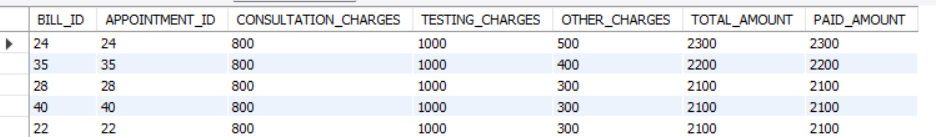 BILL_ID APPOINTMENT_ID CONSULTATION_CHARGES TESTING_CHARGES OTHER_CHARGES TOTAL_AMOUNT PAID_AMOUNT
24 24 800 1000 500 2300 2300
35 35 800 1000 400 2200 2200
28 28 800 1000 300 2100 2100
40 40 800 1000 300 2100 2100
22 22 800 1000 300 2100 2100